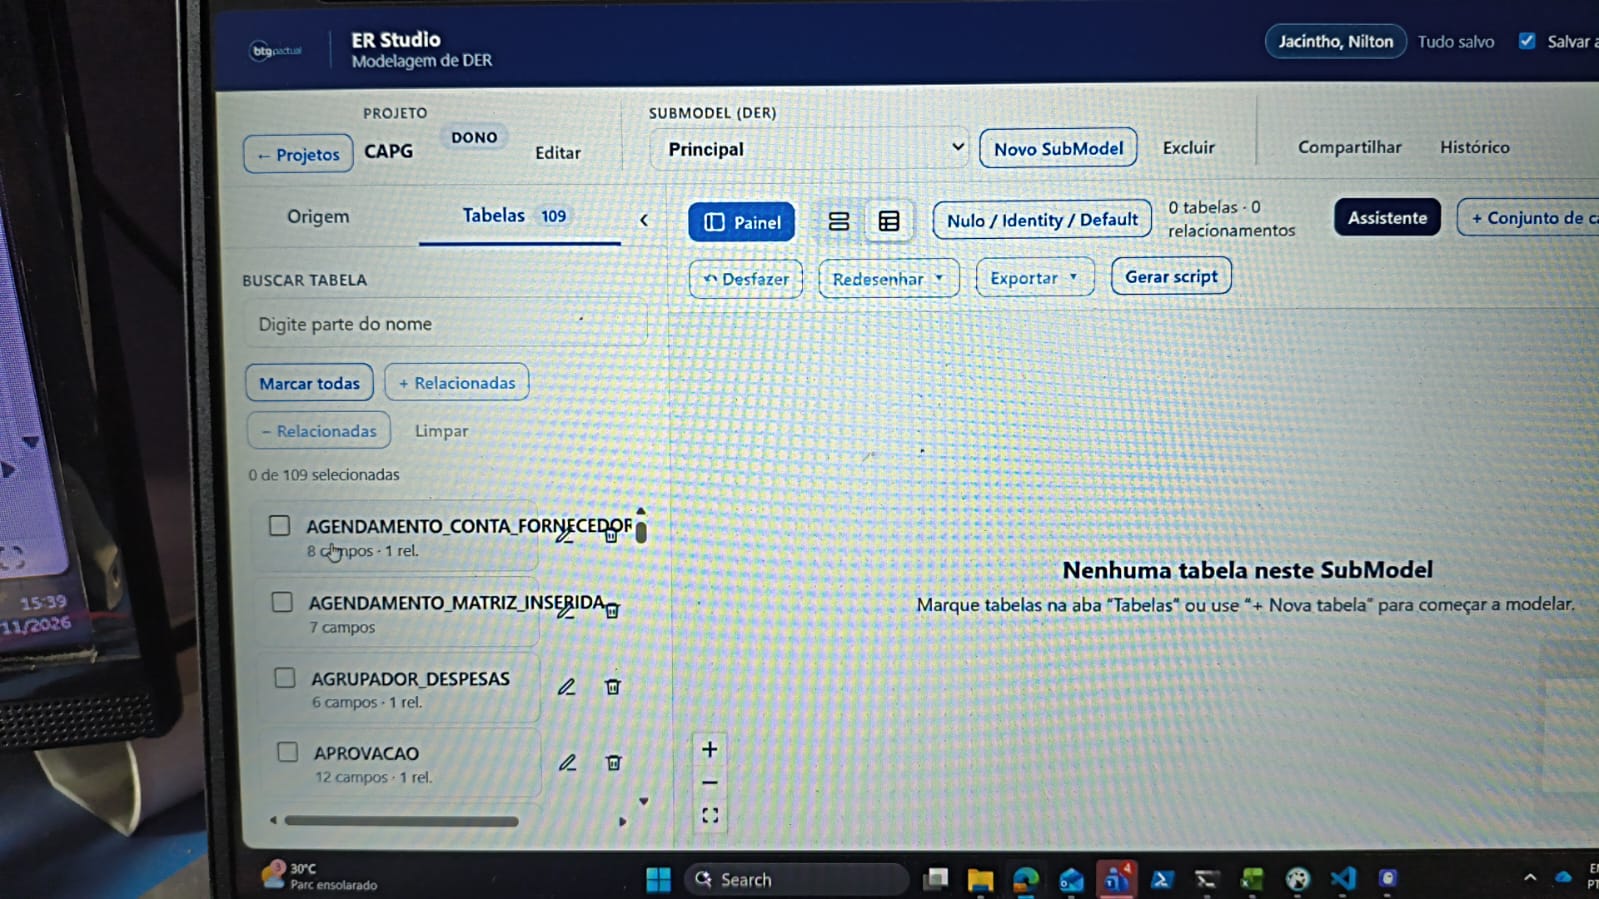 btgpactual
ER Studio
Modelagem de DER
Jacintho, Nilton
Tudo salvo
Salvar a
PROJETO
← Projetos
CAPG
DONO
Editar
SUBMODEL (DER)
Principal
Novo SubModel
Excluir
Compartilhar
Histórico
Origem
Tabelas 109
Painel
Nulo / Identity / Default
0 tabelas · 0
relacionamentos
Assistente
+ Conjunto de ca
Desfazer
Redesenhar
Exportar
Gerar script
BUSCAR TABELA
Digite parte do nome
Marcar todas
+ Relacionadas
− Relacionadas
Limpar
0 de 109 selecionadas
AGENDAMENTO_CONTA_FORNECEDOR
8 campos · 1 rel.
AGENDAMENTO_MATRIZ_INSERIDA
7 campos
AGRUPADOR_DESPESAS
6 campos · 1 rel.
APROVACAO
12 campos · 1 rel.
Nenhuma tabela neste SubModel
Marque tabelas na aba "Tabelas" ou use "+ Nova tabela" para começar a modelar.
15:39
11/2026
30°C
Parc ensolarado
Search
4